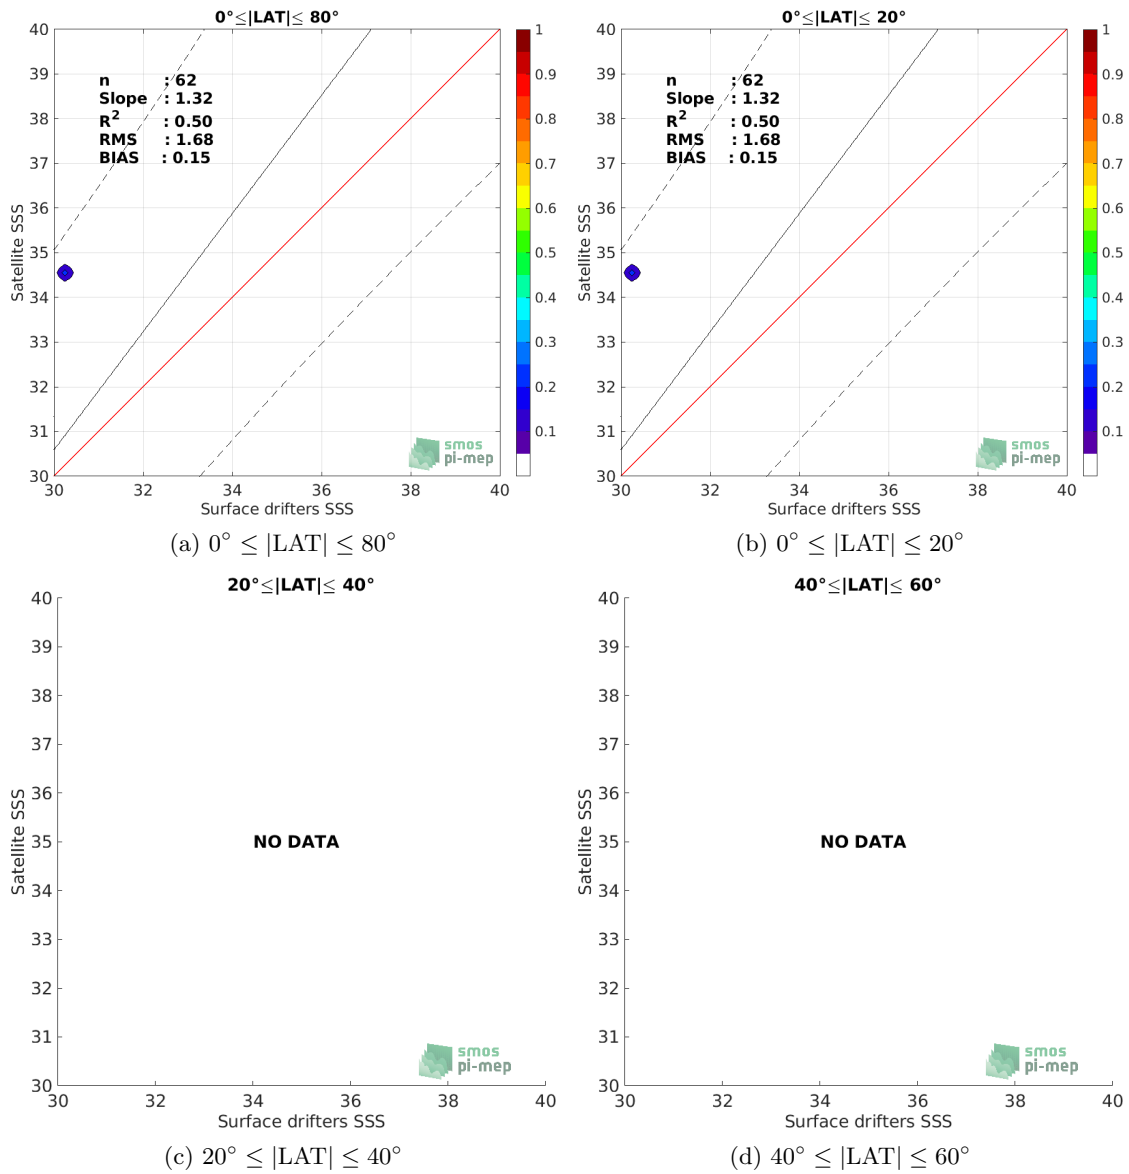 0°≤|LAT|≤ 80°
40
39
38
37
36
35
34
33
32
31
30
Satellite SSS
n : 62
Slope : 1.32
R2 : 0.50
RMS : 1.68
BIAS : 0.15
1
0.9
0.8
0.7
0.6
0.5
0.4
0.3
0.2
0.1
smos
pi-mep
30 32 34 36 38 40
Surface drifters SSS
(a) 0° ≤ |LAT| ≤ 80°
0°≤|LAT|≤ 20°
40
39
38
37
36
35
34
33
32
31
30
Satellite SSS
n : 62
Slope : 1.32
R2 : 0.50
RMS : 1.68
BIAS : 0.15
1
0.9
0.8
0.7
0.6
0.5
0.4
0.3
0.2
0.1
smos
pi-mep
30 32 34 36 38 40
Surface drifters SSS
(b) 0° ≤ |LAT| ≤ 20°
20°≤|LAT|≤ 40°
40
39
38
37
36
35
34
33
32
31
30
Satellite SSS
NO DATA
smos
pi-mep
30 32 34 36 38 40
Surface drifters SSS
(c) 20° ≤ |LAT| ≤ 40°
40°≤|LAT|≤ 60°
40
39
38
37
36
35
34
33
32
31
30
Satellite SSS
NO DATA
smos
pi-mep
30 32 34 36 38 40
Surface drifters SSS
(d) 40° ≤ |LAT| ≤ 60°